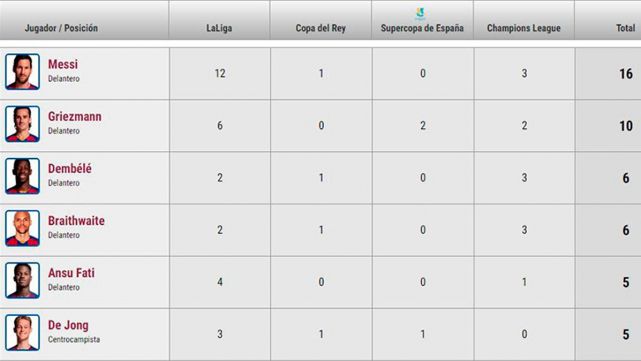 Jugador / Posición LaLiga Copa del Rey Supercopa de España Champions League Total
Messi
Delantero 12 1 0 3 16
Griezmann
Delantero 6 0 2 2 10
Dembélé
Delantero 2 1 0 3 6
Braithwaite
Delantero 2 1 0 3 6
Ansu Fati
Delantero 4 0 0 1 5
De Jong
Centrocampista 3 1 1 0 5